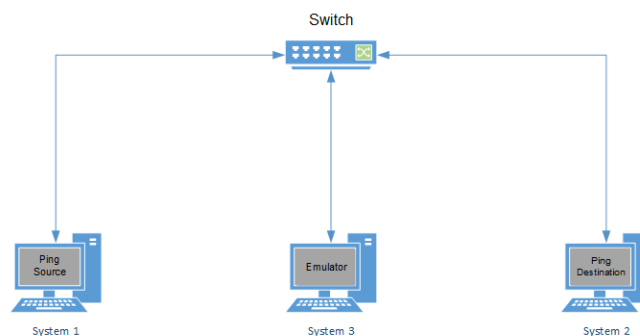 Switch
Ping
Source
Emulator
Ping
Destination
System 1
System 3
System 2